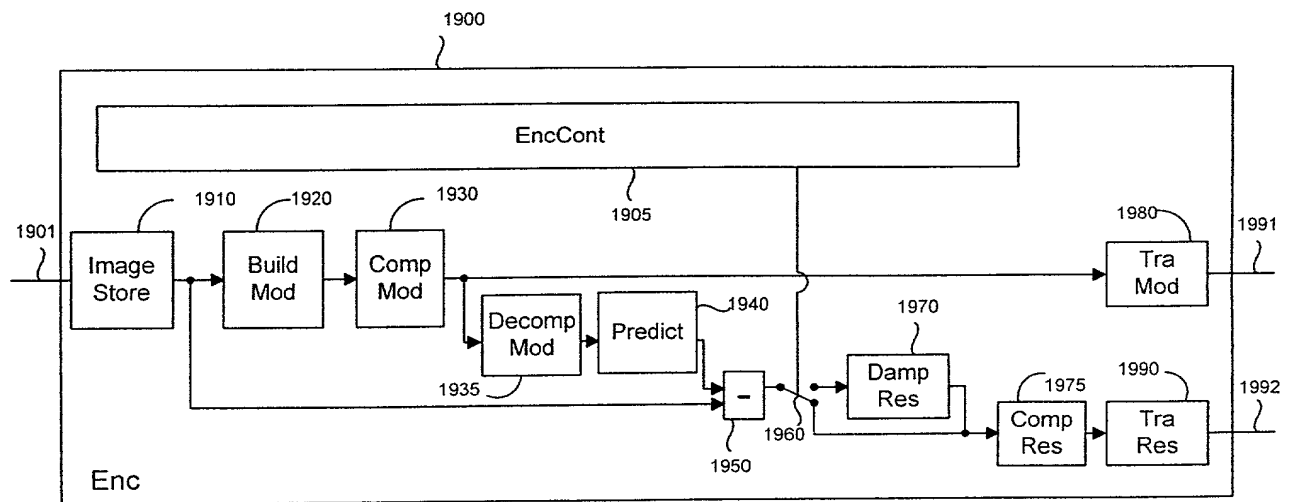 1900
EncCont
1905
1901
1910
1920
1930
1980
1991
Image
Store
Build
Mod
Comp
Mod
Tra
Mod
Decomp
Mod
1935
Predict
1940
1970
Damp
Res
-
1950
1960
1975
1990
1992
Comp
Res
Tra
Res
Enc